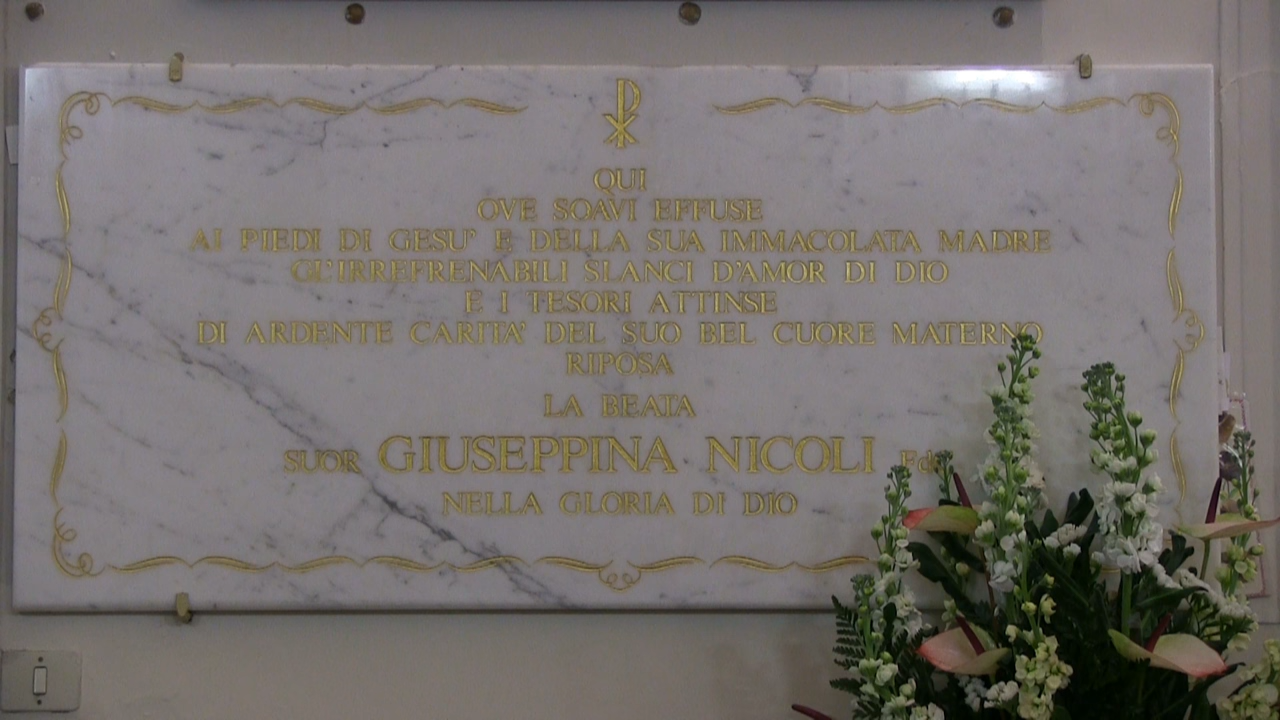 QUI
OVE SOAVI EFFUSE
AI PIEDI DI GESU' E DELLA SUA IMMACOLATA MADRE
GL'IRREFRENABILI SLANCI D'AMOR DI DIO
E I TESORI ATTINSE
DI ARDENTE CARITA' DEL SUO BEL CUORE MATERNO
RIPOSA
LA BEATA
SUOR GIUSEPPINA NICOLI
NELLA GLORIA DI DIO